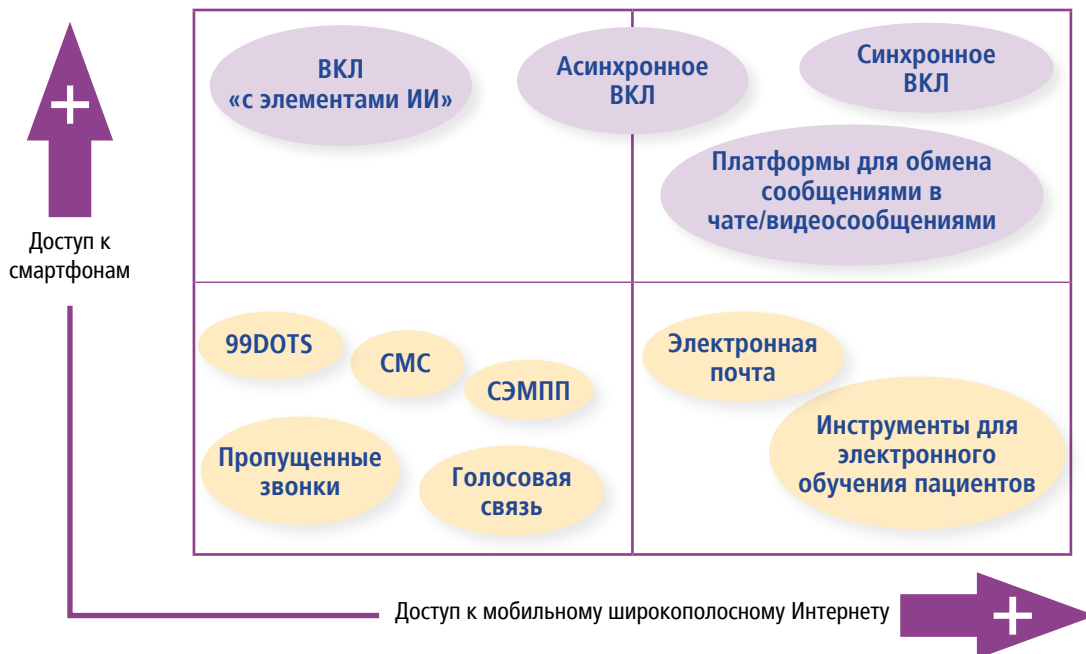 ВКЛ
«с элементами ИИ»
Асинхронное
ВКЛ
Синхронное
ВКЛ
Платформы для обмена
сообщениями в
чате/видеосообщениями
Доступ к
смартфонам
99DOTS
СМС
СЭМПП
Пропущенные
звонки
Голосовая
связь
Электронная
почта
Инструменты для
электронного
обучения пациентов
Доступ к мобильному широкополосному Интернету